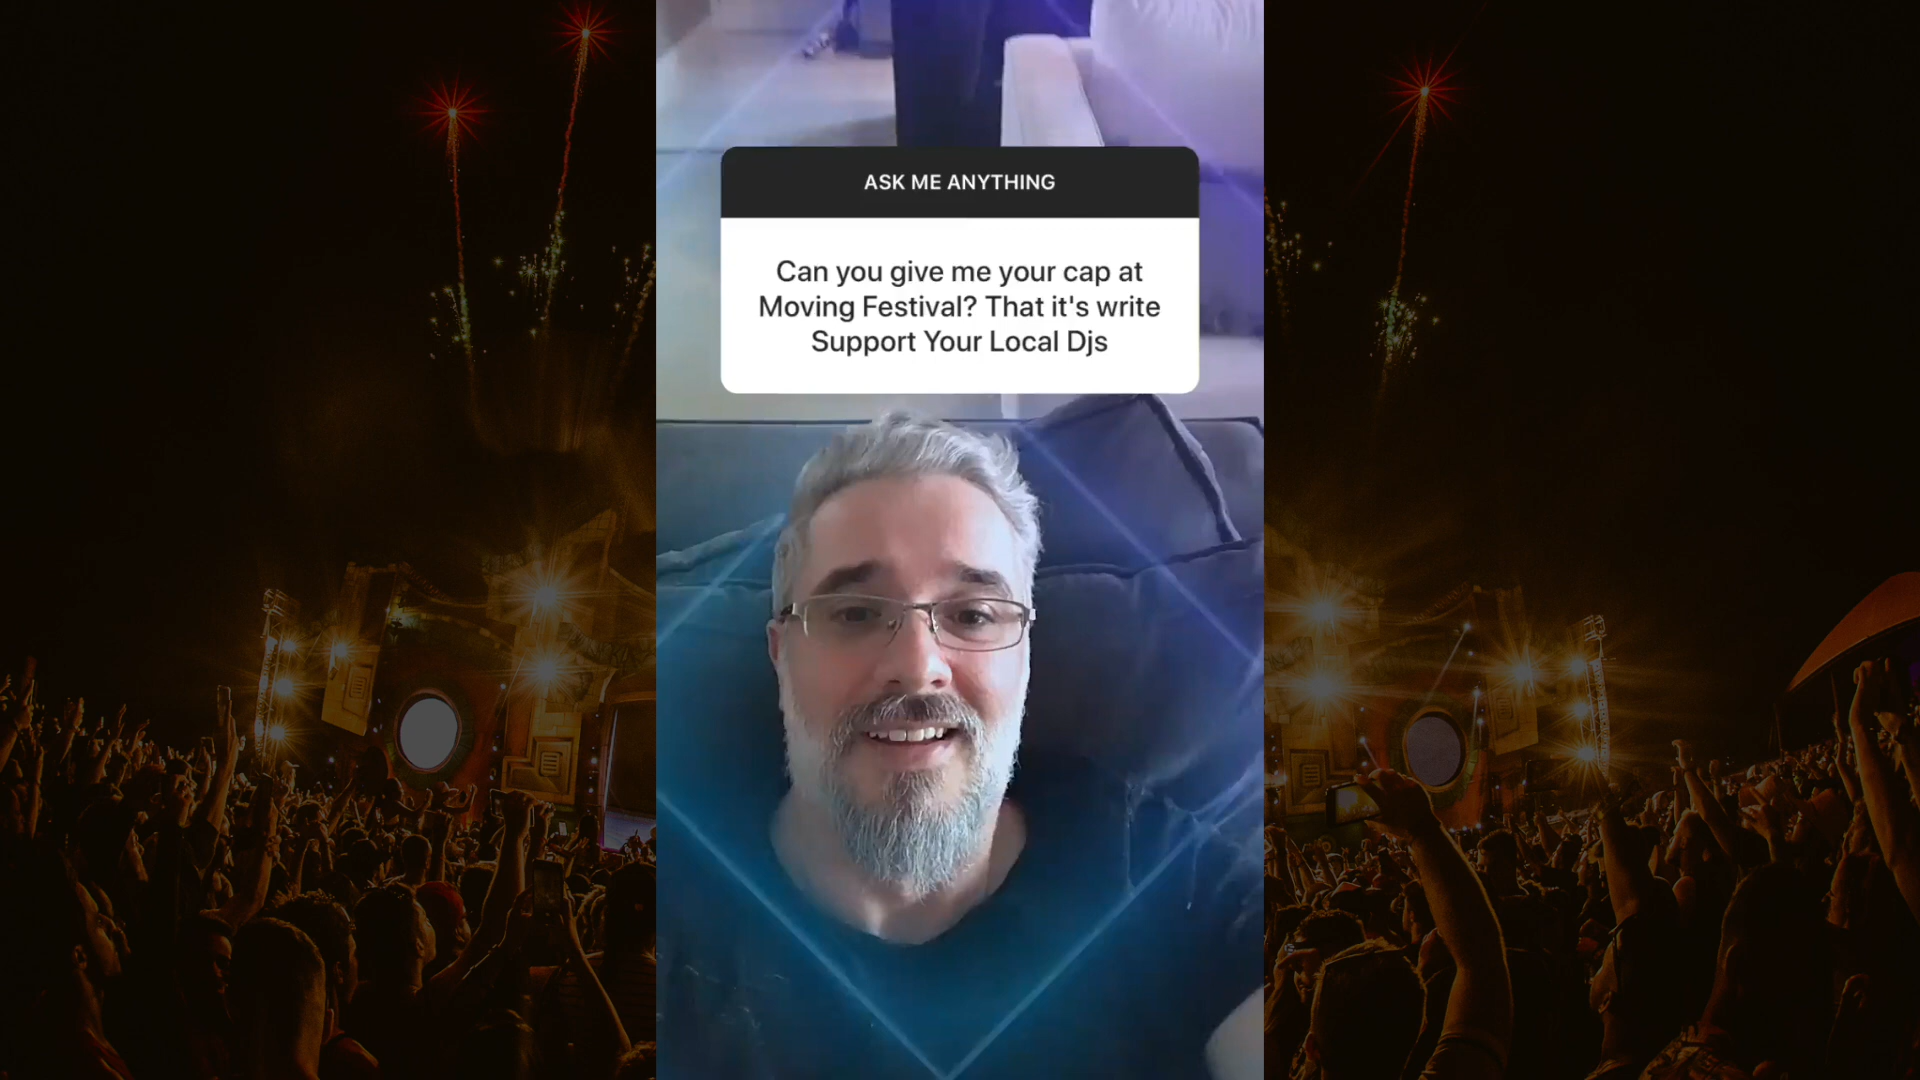 ASK ME ANYTHING
Can you give me your cap at
Moving Festival? That it's write
Support Your Local Djs